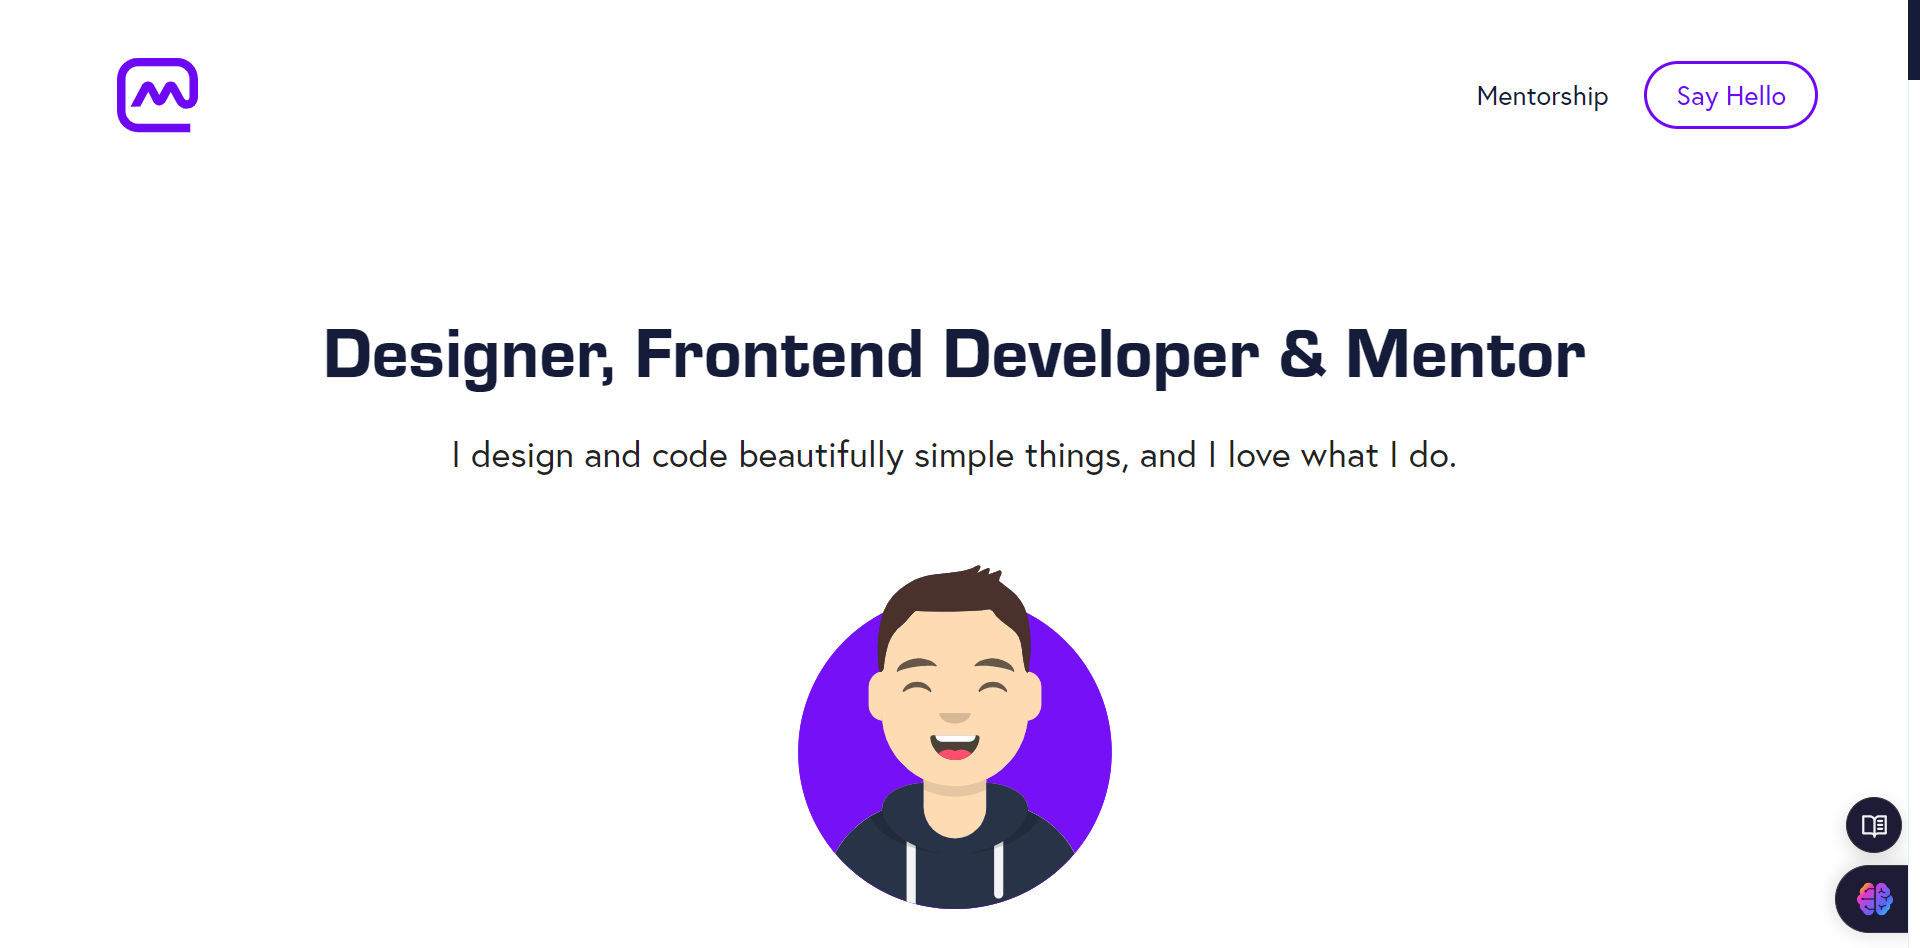 Mentorship
Say Hello
Designer, Frontend Developer & Mentor
I design and code beautifully simple things, and I love what I do.